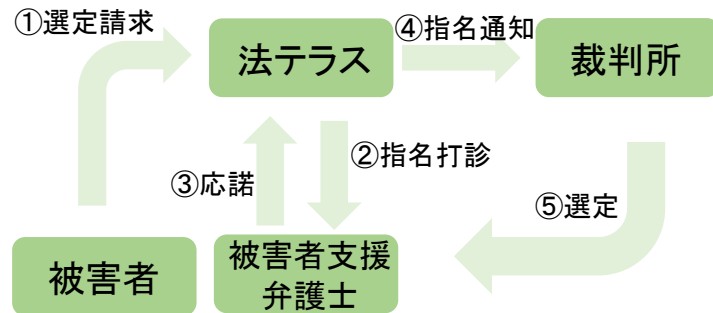 ①選定請求
法テラス
④指名通知
裁判所
②指名打診
③応諾
⑤選定
被害者
被害者支援
弁護士